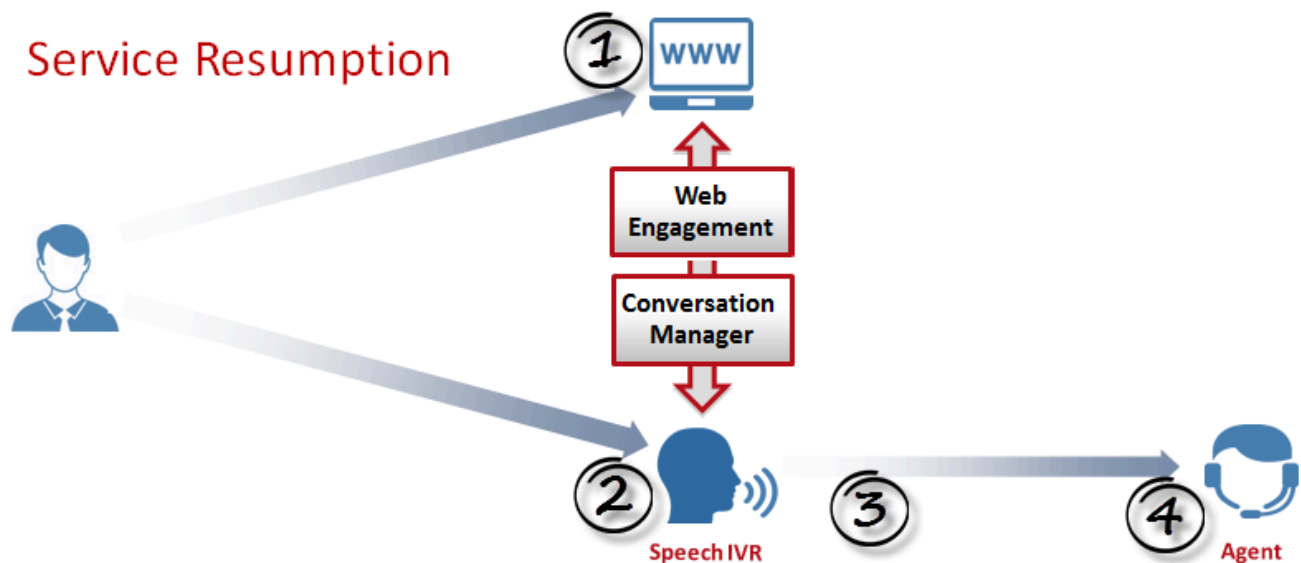 Service Resumption
1
WWW
Web
Engagement
Conversation
Manager
2
3
4
Speech IVR
Agent